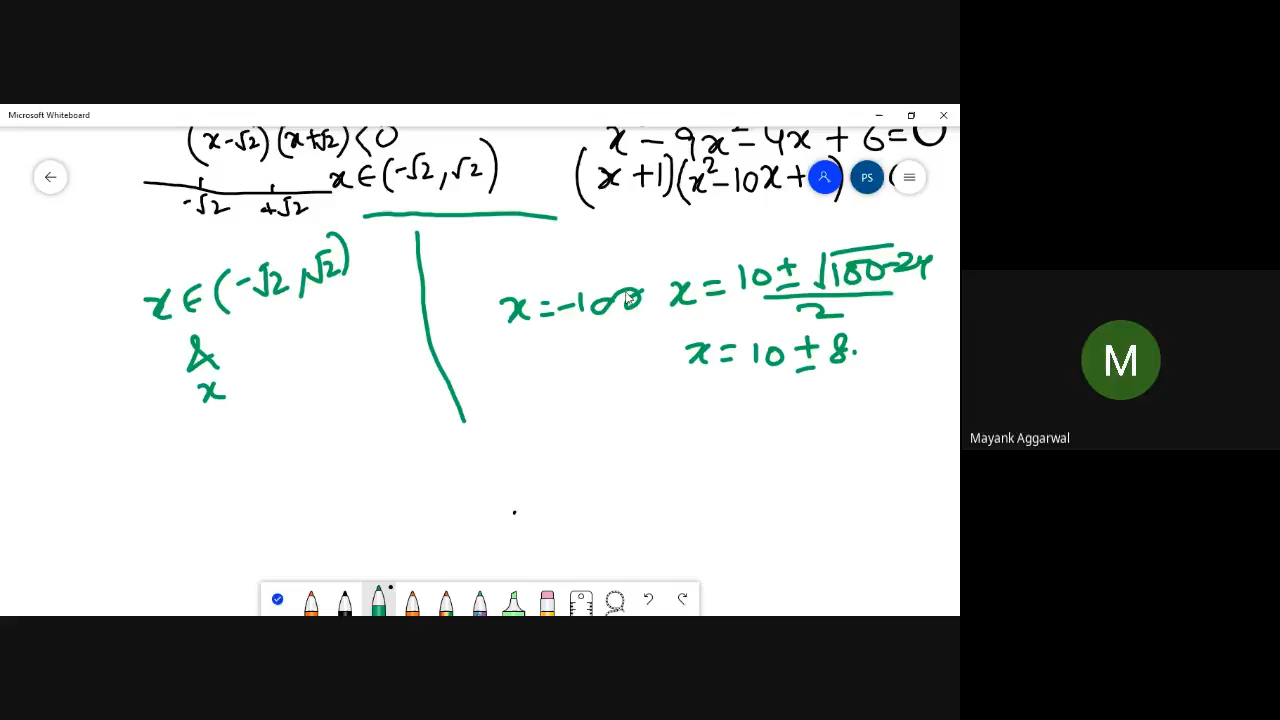 Microsoft Whiteboard
(x-√2)(x+√2)<0
x∈(-√2,√2)
-√2 +√2
x - 9x² - 4x + 6=0
(x+1)(x²-10x+
PS
x∈(-√2,√2)
&
x
x=-1 or
x = 10 ± √100-24 / 2
x = 10 ± 8.
M
Mayank Aggarwal